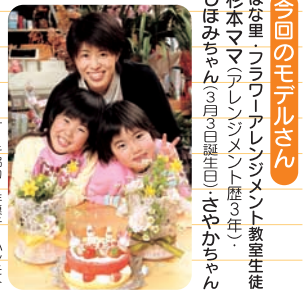 今回のモデルさん
はな里・フラワーアレンジメント教室生徒
杉本ママ(アレンジメント歴3年)・
ほみちゃん(3月3日誕生日)・さやかちゃん